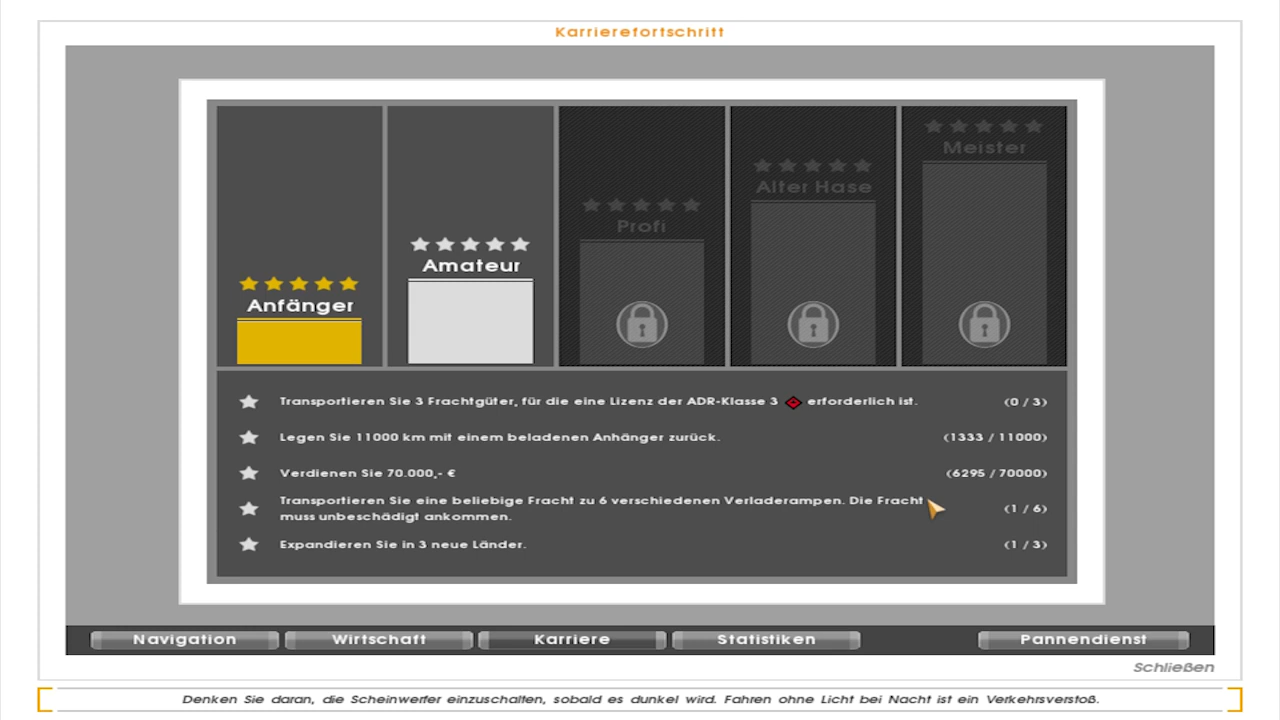 Karrierefortschritt
Meister
Alter Hase
Profi
Amateur
Anfänger
Transportieren Sie 3 Frachtgüter, für die eine Lizenz der ADR-Klasse 3 erforderlich ist. (0 / 3)
Legen Sie 11000 km mit einem beladenen Anhänger zurück. (1333 / 11000)
Verdienen Sie 70.000,- € (6295 / 70000)
Transportieren Sie eine beliebige Fracht zu 6 verschiedenen Verladerampen. Die Fracht
muss unbeschädigt ankommen. (1 / 6)
Expandieren Sie in 3 neue Länder. (1 / 3)
Navigation Wirtschaft Karriere Statistiken Pannendienst
Schließen
Denken Sie daran, die Scheinwerfer einzuschalten, sobald es dunkel wird. Fahren ohne Licht bei Nacht ist ein Verkehrsverstoß.